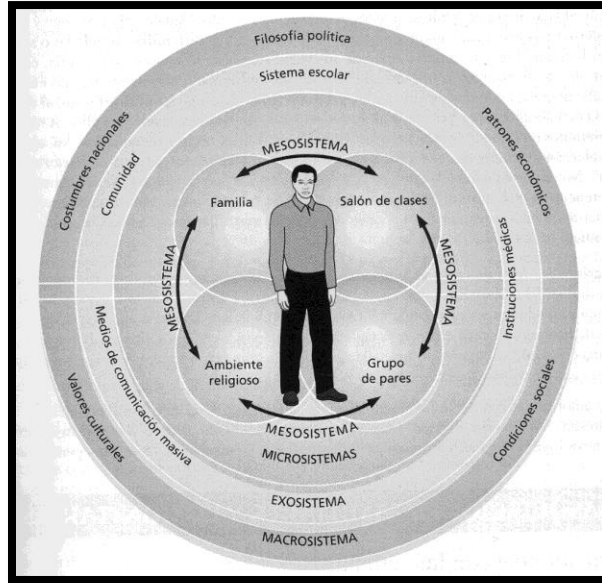 Filosofía política
Sistema escolar
Costumbres nacionales
Comunidad
Patrones económicos
MESOSISTEMA
Familia
Salón de clases
MESOSISTEMA
MESOSISTEMA
Instituciones médicas
Ambiente
religioso
Grupo
de pares
Medios de comunicación masiva
Valores culturales
Condiciones sociales
MESOSISTEMA
MICROSISTEMAS
EXOSISTEMA
MACROSISTEMA